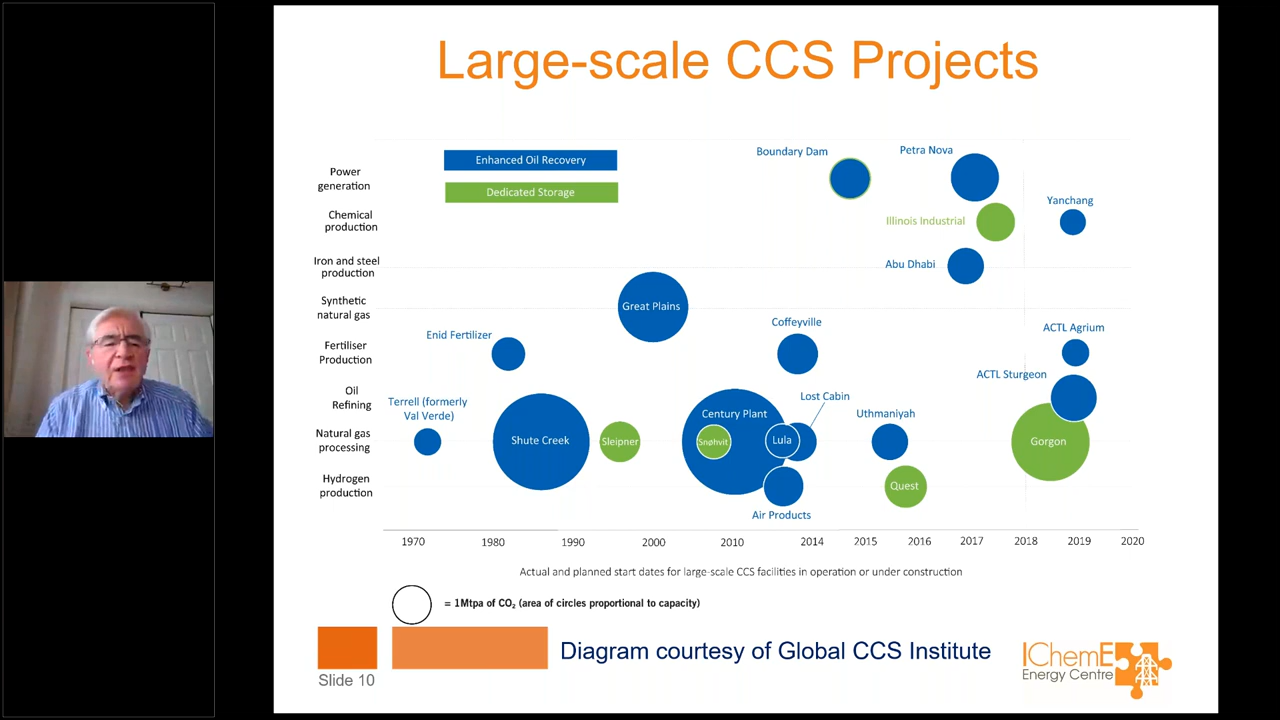 Large-scale CCS Projects
Enhanced Oil Recovery
Dedicated Storage
Power
generation
Chemical
production
Iron and steel
production
Synthetic
natural gas
Fertiliser
Production
Oil
Refining
Natural gas
processing
Hydrogen
production
Boundary Dam
Petra Nova
Illinois Industrial
Yanchang
Abu Dhabi
Great Plains
Enid Fertilizer
Coffeyville
ACTL Agrium
ACTL Sturgeon
Terrell (formerly
Val Verde)
Shute Creek
Sleipner
Century Plant
Snøhvit
Lula
Lost Cabin
Uthmaniyah
Gorgon
Air Products
Quest
1970 1980 1990 2000 2010 2014 2015 2016 2017 2018 2019 2020
Actual and planned start dates for large-scale CCS facilities in operation or under construction
= 1Mtpa of CO₂ (area of circles proportional to capacity)
Diagram courtesy of Global CCS Institute
Slide 10
IChemE
Energy Centre